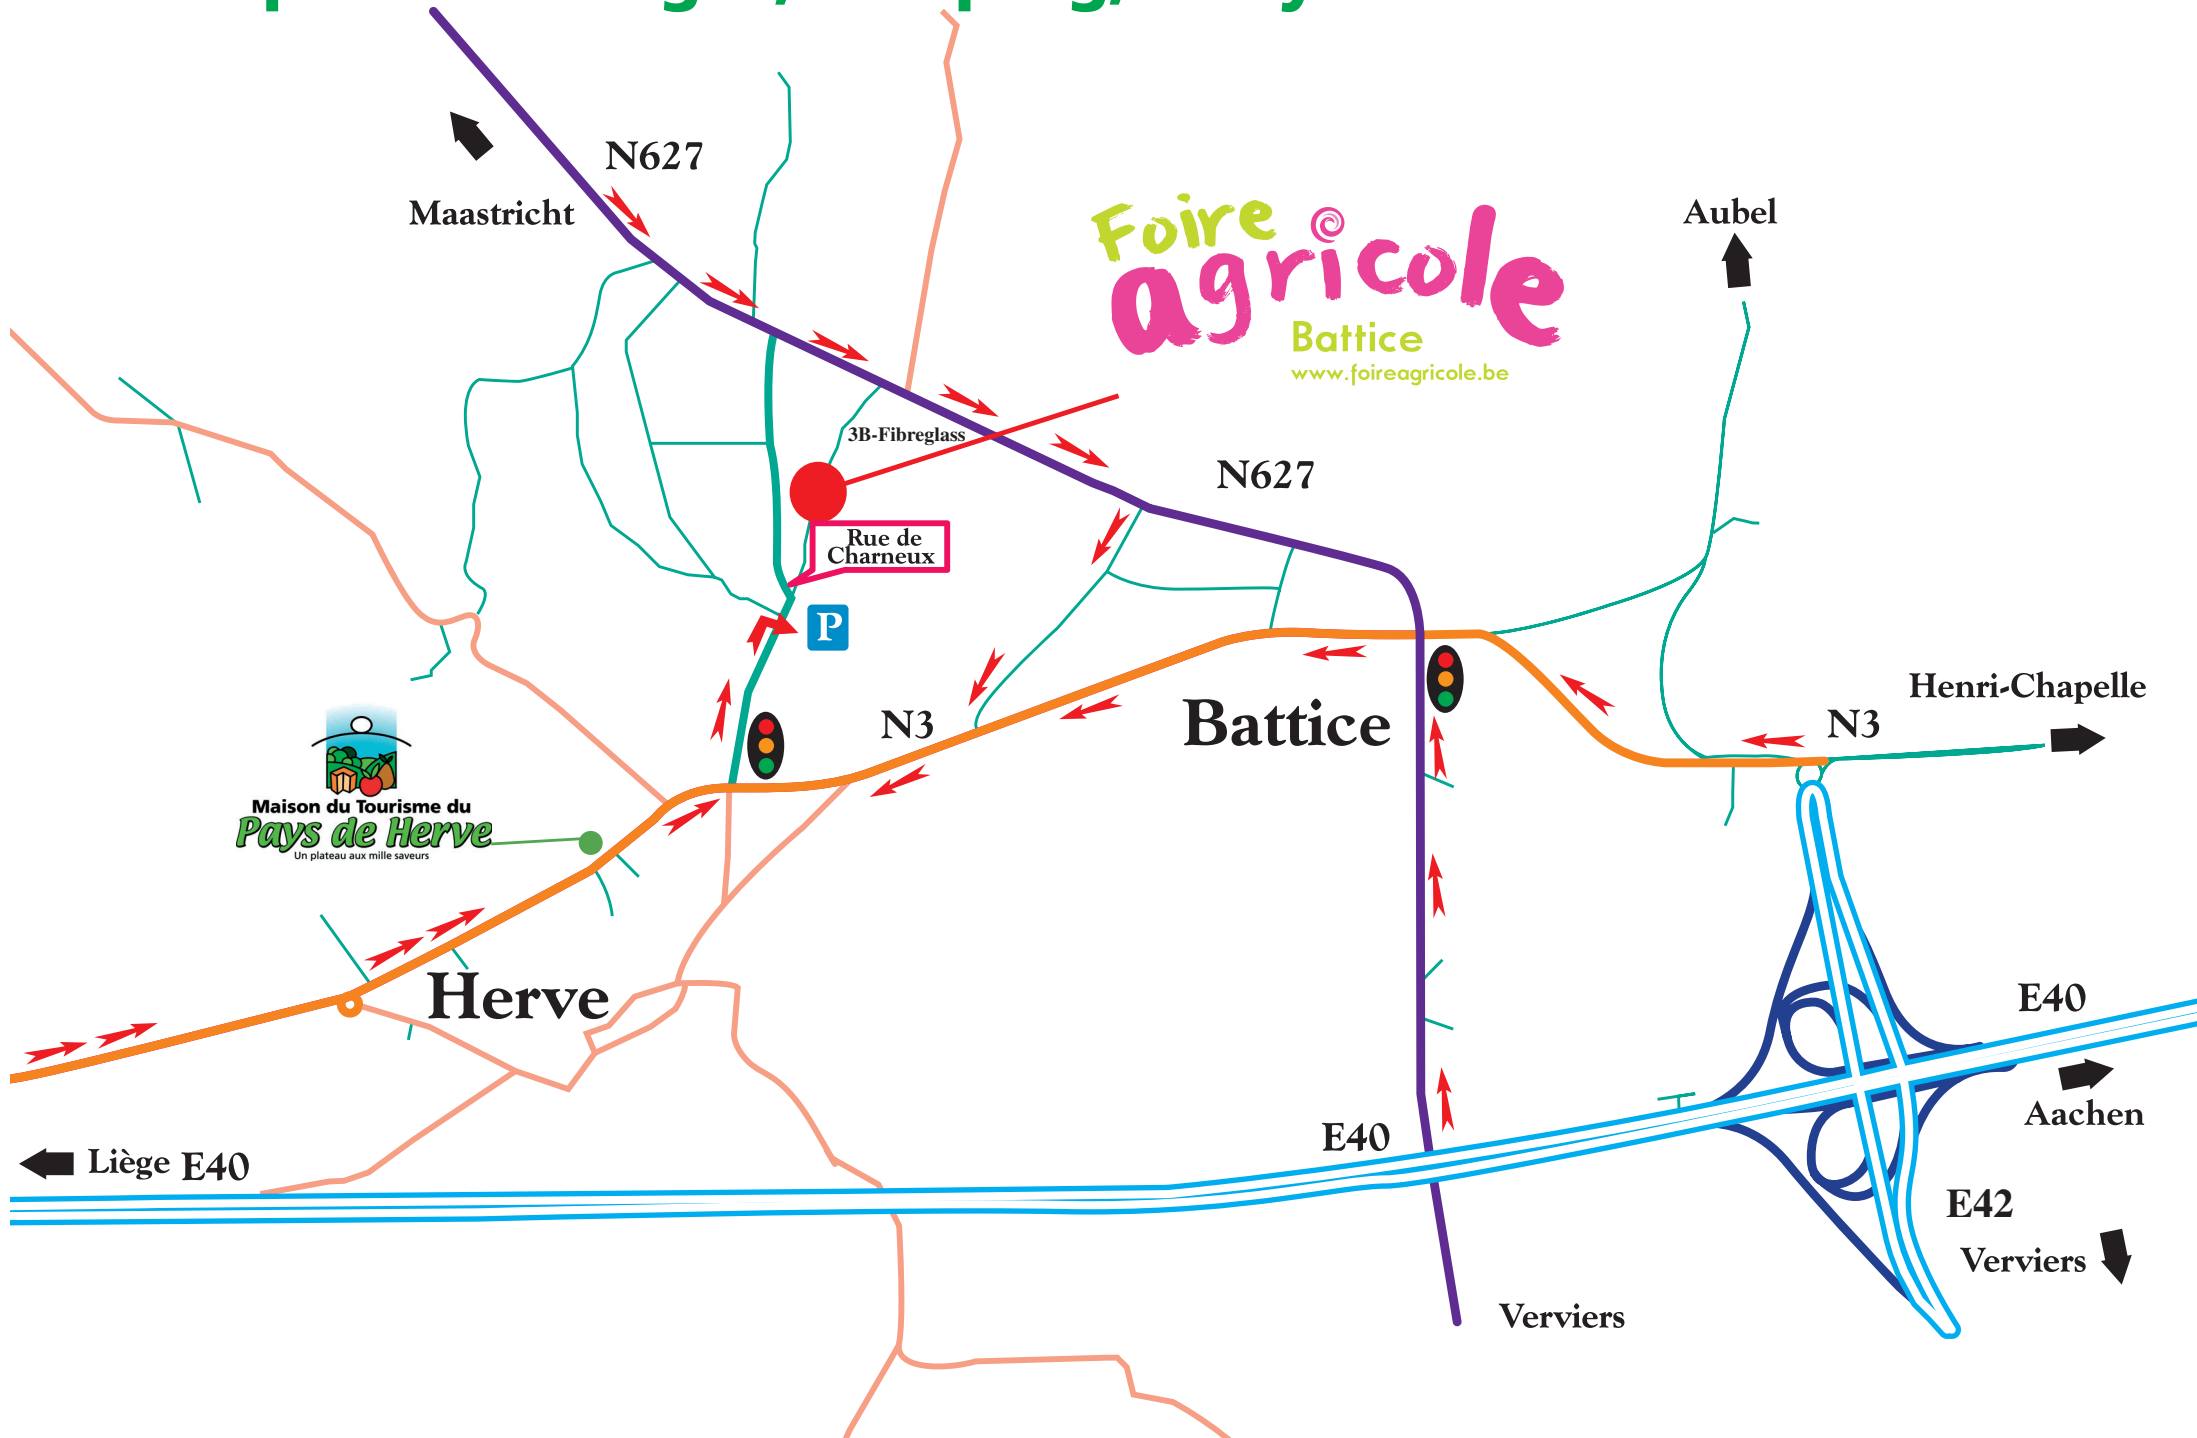 N627
Maastricht
Foire
agricole
Battice
www.foireagricole.be
Aubel
3B-Fibreglass
N627
Rue de
Charneux
P
Henri-Chapelle
N3
N3
Battice
Maison du Tourisme du
Pays de Herve
Un plateau aux mille saveurs
Herve
E40
Aachen
E40
Liège E40
E42
Verviers
Verviers